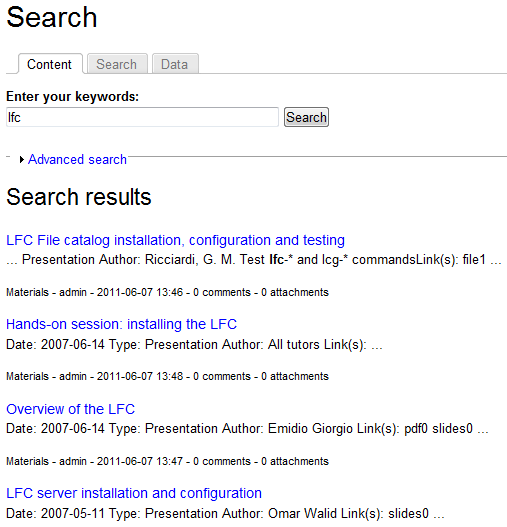 Search
Content Search Data
Enter your keywords:
lfc Search
Advanced search
Search results
LFC File catalog installation, configuration and testing
... Presentation Author: Ricciardi, G. M. Test lfc-* and lcg-* commandsLink(s): file1 ...
Materials - admin - 2011-06-07 13:46 - 0 comments - 0 attachments
Hands-on session: installing the LFC
Date: 2007-06-14 Type: Presentation Author: All tutors Link(s): ...
Materials - admin - 2011-06-07 13:48 - 0 comments - 0 attachments
Overview of the LFC
Date: 2007-06-14 Type: Presentation Author: Emidio Giorgio Link(s): pdf0 slides0 ...
Materials - admin - 2011-06-07 13:47 - 0 comments - 0 attachments
LFC server installation and configuration
Date: 2007-05-11 Type: Presentation Author: Omar Walid Link(s): slides0 ...